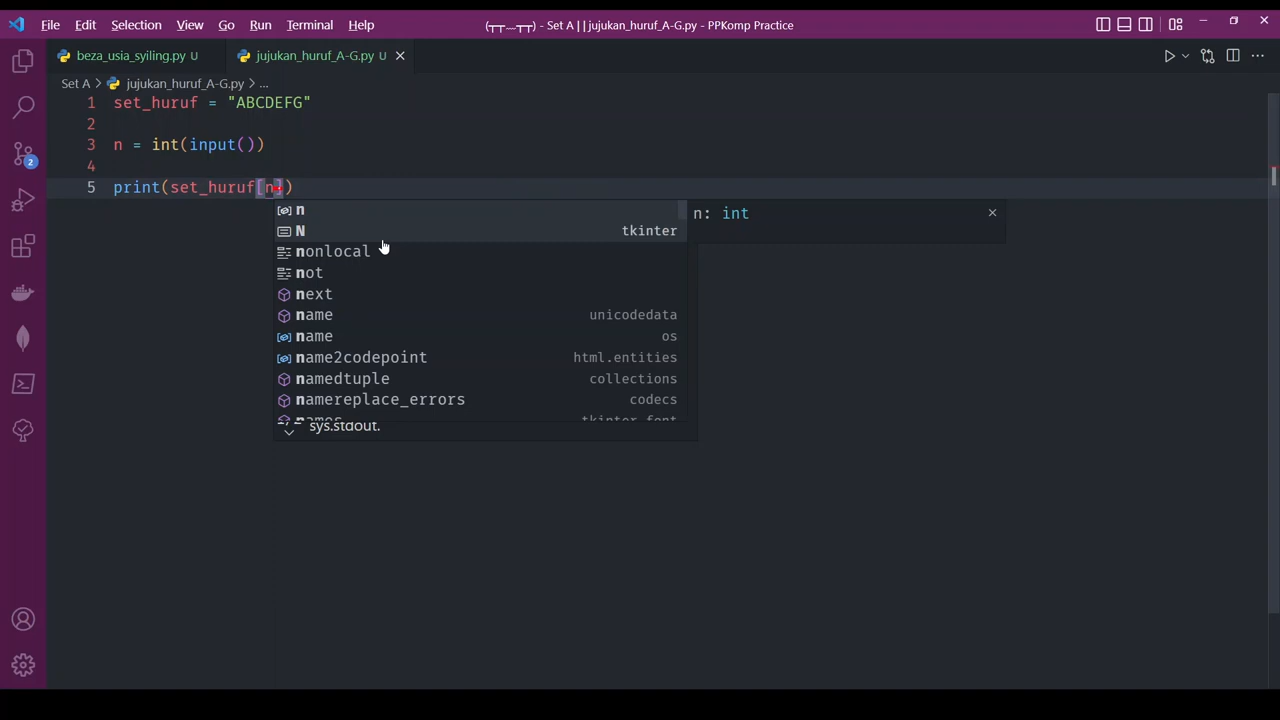 File Edit Selection View Go Run Terminal Help
(┬┬﹏┬┬) - Set A | | jujukan_huruf_A-G.py - PPKomp Practice
beza_usia_syiling.py U
jujukan_huruf_A-G.py U
Set A > jujukan_huruf_A-G.py > ...
1 set_huruf = "ABCDEFG"
2
3 n = int(input())
4
5 print(set_huruf[n])
n
n: int
N tkinter
nonlocal
not
next
name unicodedata
name os
name2codepoint html.entities
namedtuple collections
namereplace_errors codecs
sys.stdout.
2